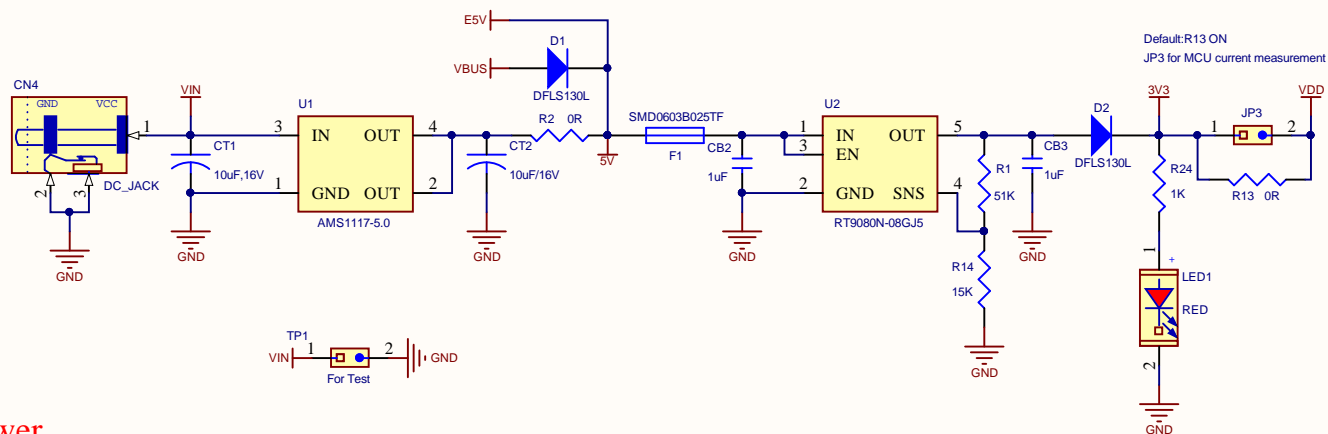 E5V
Default:R13 ON
JP3 for MCU current measurement
D1
VBUS
DFLS130L
CN4
GND
VCC
1
2
3
DC_JACK
GND
VIN
CT1
10uF,16V
GND
U1
3
IN
OUT
4
1
GND
OUT
2
AMS1117-5.0
GND
CT2
10uF/16V
GND
R2
0R
5V
SMD0603B025TF
F1
CB2
1uF
GND
U2
1
IN
OUT
5
3
EN
2
GND
SNS
4
RT9080N-08GJ5
R1
51K
R14
15K
GND
CB3
1uF
GND
D2
DFLS130L
3V3
R24
1K
1
+
LED1
RED
2
GND
JP3
1
2
R13
0R
VDD
TP1
VIN
1
2
GND
For Test